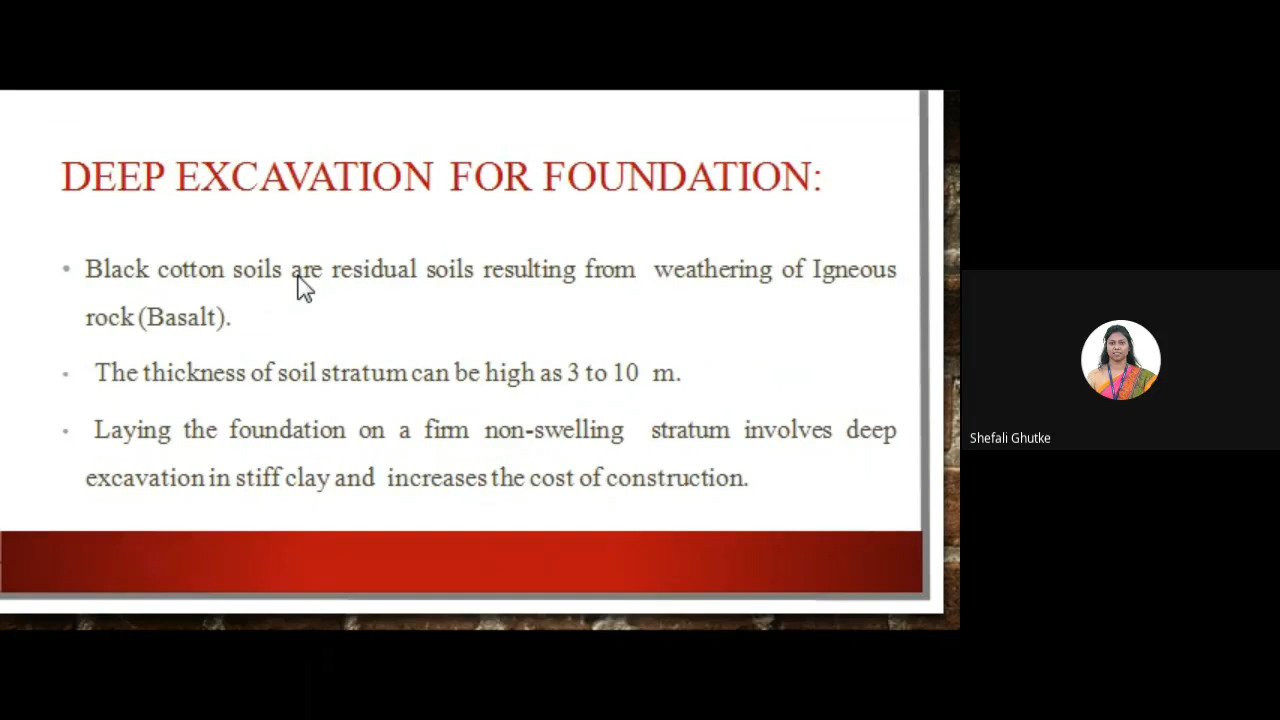 DEEP EXCAVATION FOR FOUNDATION:
• Black cotton soils are residual soils resulting from weathering of Igneous
rock (Basalt).
• The thickness of soil stratum can be high as 3 to 10 m.
• Laying the foundation on a firm non-swelling stratum involves deep
excavation in stiff clay and increases the cost of construction.
Shefali Ghutke